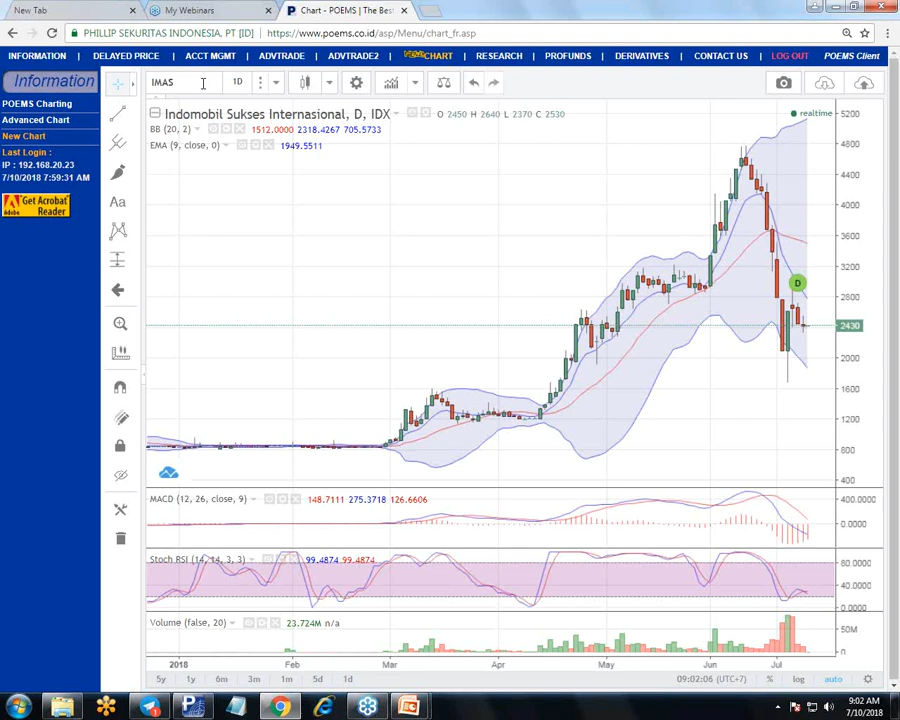 New Tab
My Webinars
Chart - POEMS | The Bes
PHILLIP SEKURITAS INDONESIA, PT [ID]
https://www.poems.co.id/asp/Menu/chart_fr.asp
INFORMATION
DELAYED PRICE
ACCT MGMT
ADVTRADE
ADVTRADE2
CHART
RESEARCH
PROFUNDS
DERIVATIVES
CONTACT US
LOG OUT
POEMS Client
Information
POEMS Charting
Advanced Chart
New Chart
Last Login :
IP : 192.168.20.23
7/10/2018 7:59:31 AM
Get Acrobat
Reader
IMAS
1D
Indomobil Sukses Internasional, D, IDX
O 2450 H 2640 L 2370 C 2530
realtime
BB (20, 2)
1512.0000 2318.4267 705.5733
EMA (9, close, 0)
1949.5511
Aa
D
5200
4800
4400
4000
3600
3200
2800
2430
2000
1600
1200
800
400
MACD (12, 26, close, 9)
148.7111 275.3718 126.6606
400.0000
0.0000
Stoch RSI (14, 14, 3, 3)
99.4874 99.4874
80.0000
40.0000
0.0000
Volume (false, 20)
23.724M n/a
50M
0
2018
Feb
Mar
Apr
May
Jun
Jul
5y
1y
6m
3m
1m
5d
1d
09:02:06 (UTC+7)
%
log
auto
9:02 AM
7/10/2018